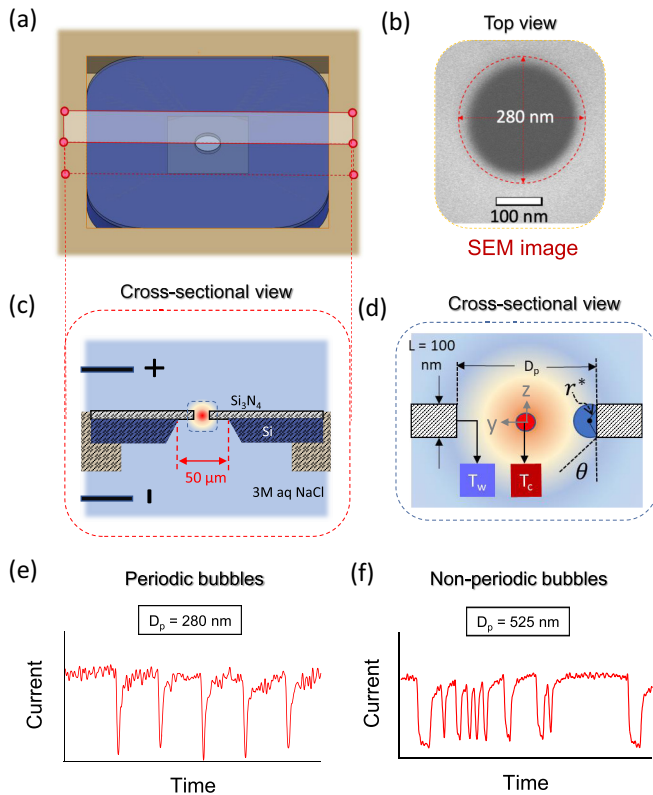 (a)
(b)
Top view
280 nm
100 nm
SEM image
(c)
Cross-sectional view
+
Si3N4
Si
50 μm
3M aq NaCl
(d)
Cross-sectional view
L = 100
nm
Dp
r*
z
y
θ
Tw
Tc
(e)
Periodic bubbles
Dp = 280 nm
Current
Time
(f)
Non-periodic bubbles
Dp = 525 nm
Current
Time